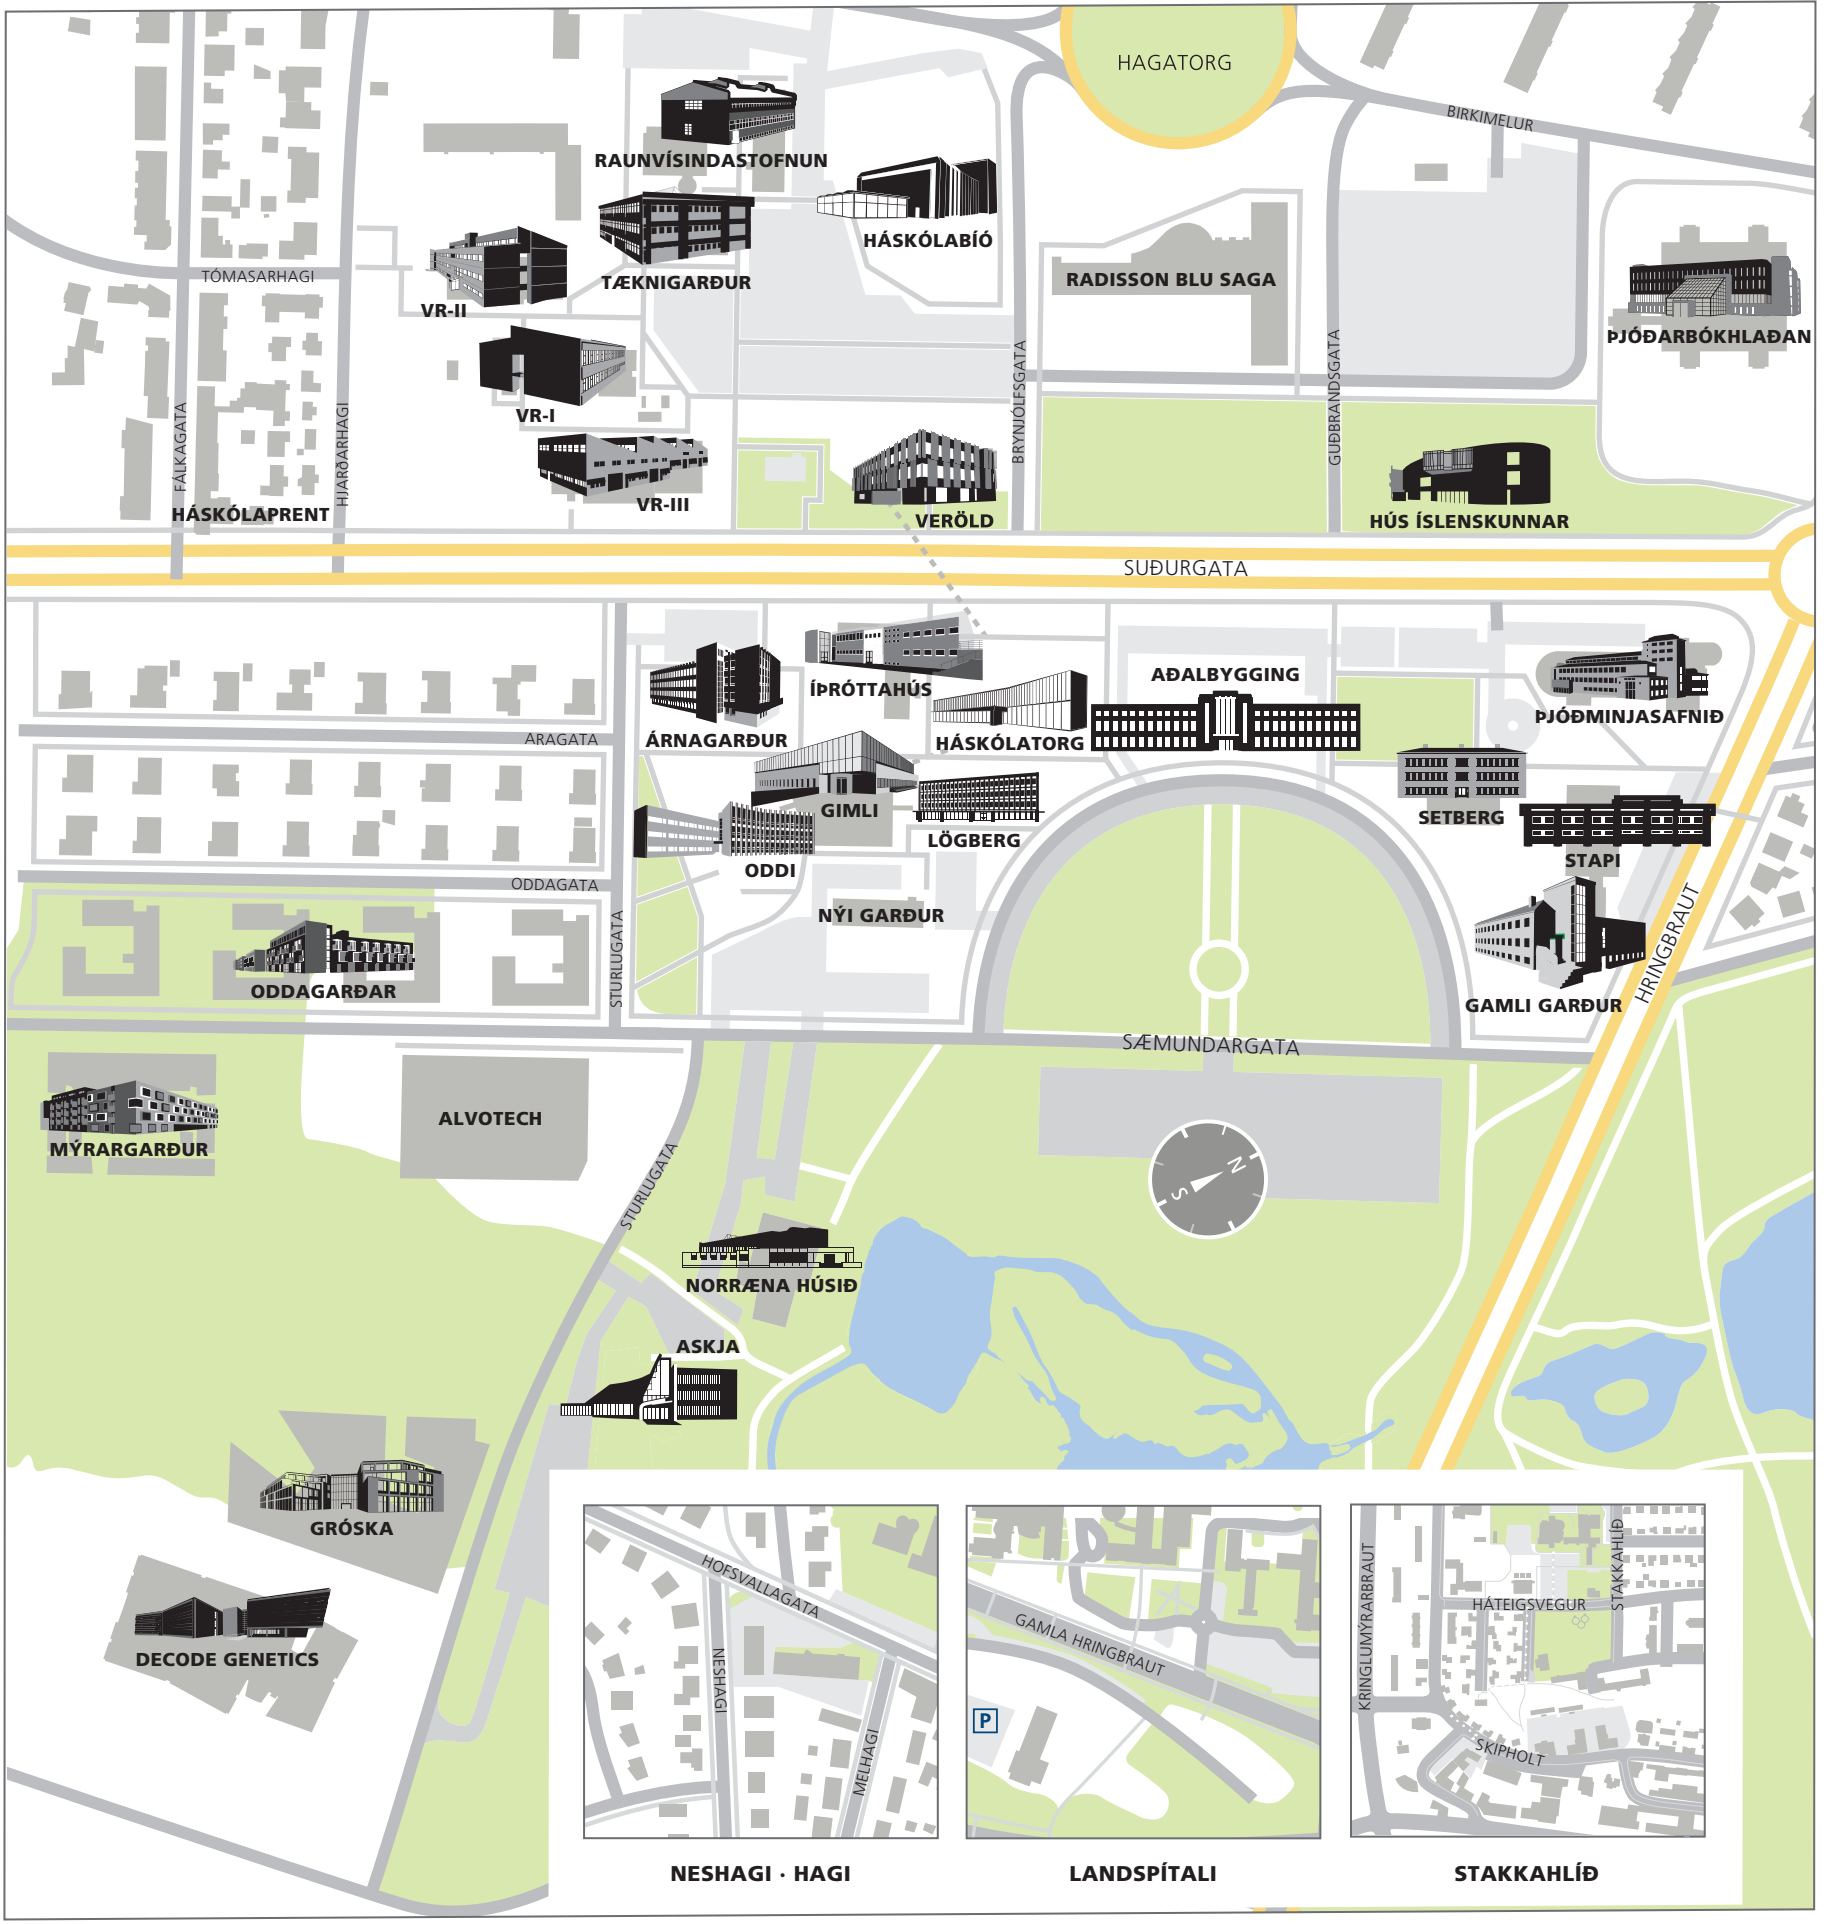 HAGATORG
BIRKIMELUR
RAUNVÍSINDASTOFNUN
HÁSKÓLABÍÓ
TÓMASARHAGI
TÆKNIGARÐUR
RADISSON BLU SAGA
VR-II
ÞJÓÐARBÓKHLAÐAN
VR-I
FÁLKAGATA
HJARÐARHAGI
BRYNJÓLFSGATA
GUÐBRANDSGATA
VR-III
HÁSKÓLAPRENT
VERÖLD
HÚS ÍSLENSKUNNAR
SUÐURGATA
AÐALBYGGING
ÍÞRÓTTAHÚS
ÞJÓÐMINJASAFNIÐ
ARAGATA
ÁRNAGARÐUR
HÁSKÓLATORG
GIMLI
SETBERG
LÖGBERG
STAPI
ODDI
ODDAGATA
NÝI GARÐUR
STURLUGATA
HRINGBRAUT
ODDAGARÐAR
GAMLI GARÐUR
SÆMUNDARGATA
ALVOTECH
MÝRARGARÐUR
STURLUGATA
N
S
NORRÆNA HÚSIÐ
ASKJA
GRÓSKA
DECODE GENETICS
HOFSVALLAGATA
NESHAGI
MELHAGI
GAMLA HRINGBRAUT
P
KRINGLUMÝRARBRAUT
STAKKAHLÍÐ
HÁTEIGSVEGUR
SKIPHOLT
NESHAGI · HAGI
LANDSPÍTALI
STAKKAHLÍÐ